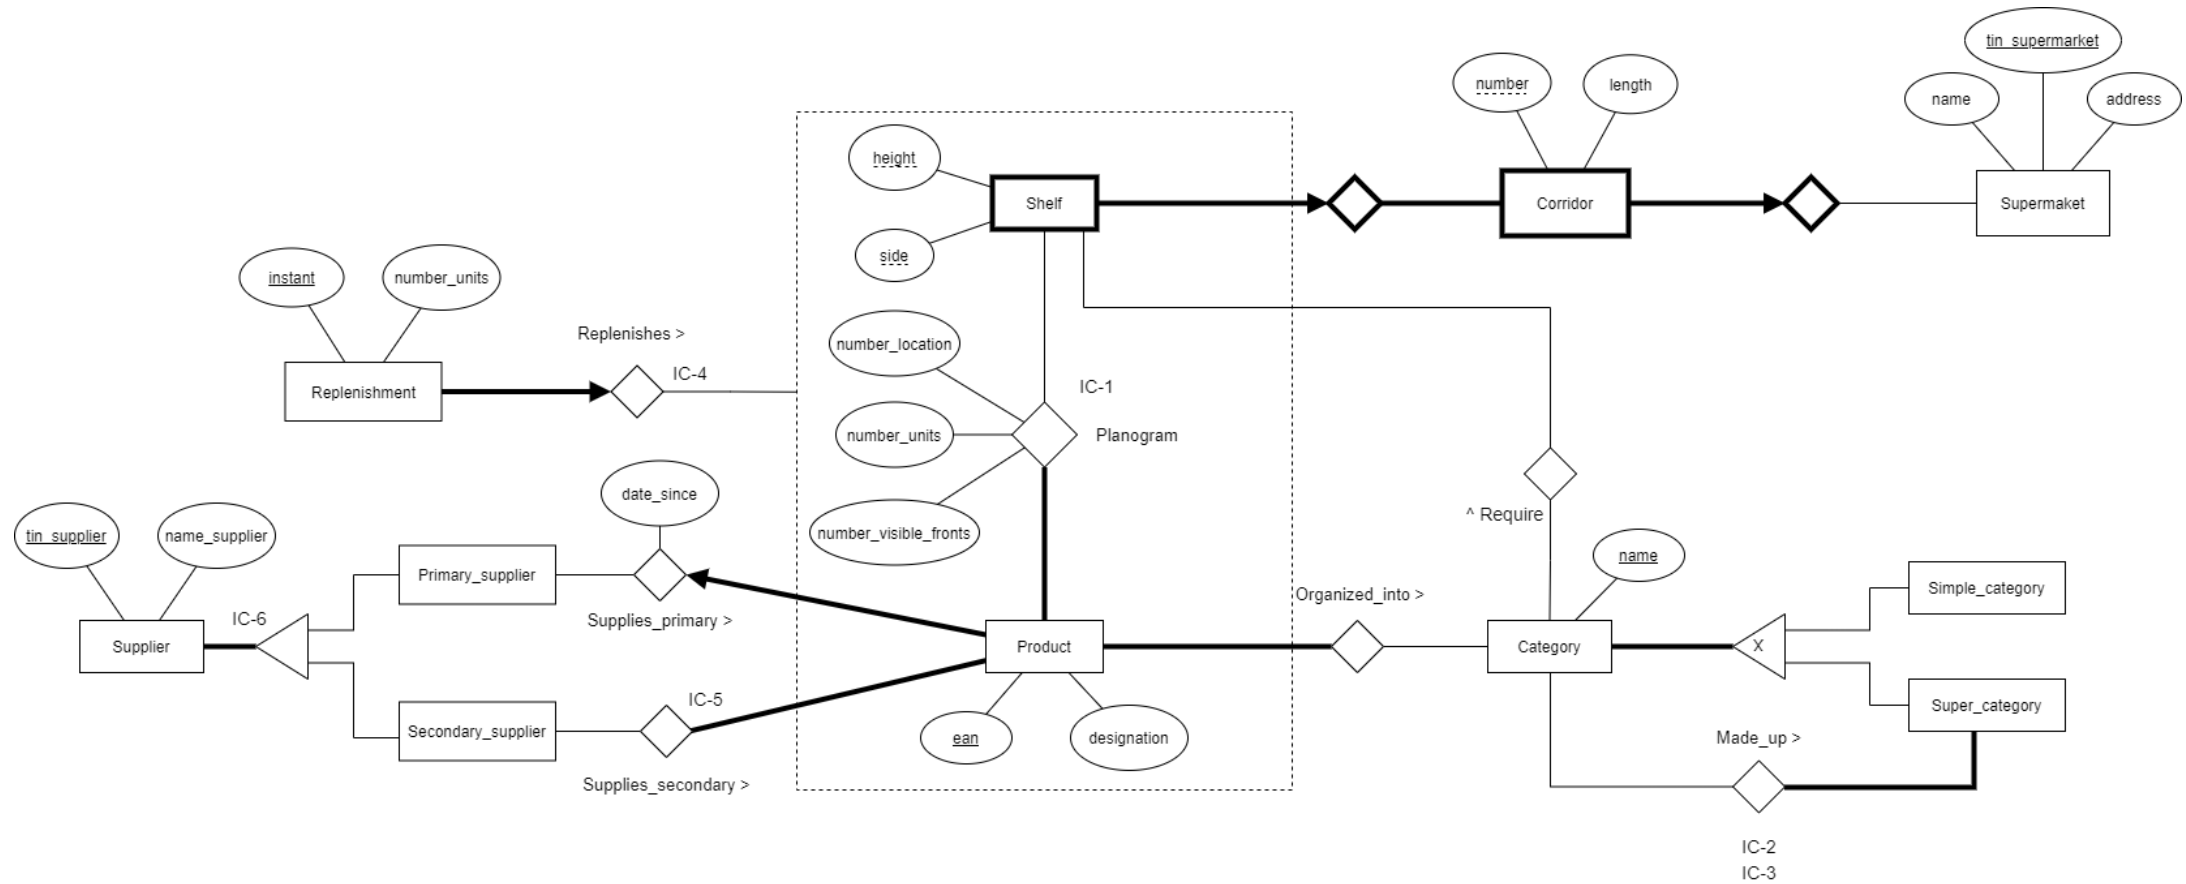 tin_supermarket
number
length
name
address
height
Shelf
Corridor
Supermaket
side
instant
number_units
Replenishes >
number_location
IC-4
IC-1
Replenishment
number_units
Planogram
date_since
number_visible_fronts
^ Require
tin_supplier
name_supplier
name
Primary_supplier
Simple_category
Organized_into >
IC-6
Supplies_primary >
Supplier
Product
Category
X
IC-5
Super_category
Secondary_supplier
ean
designation
Made_up >
Supplies_secondary >
IC-2
IC-3